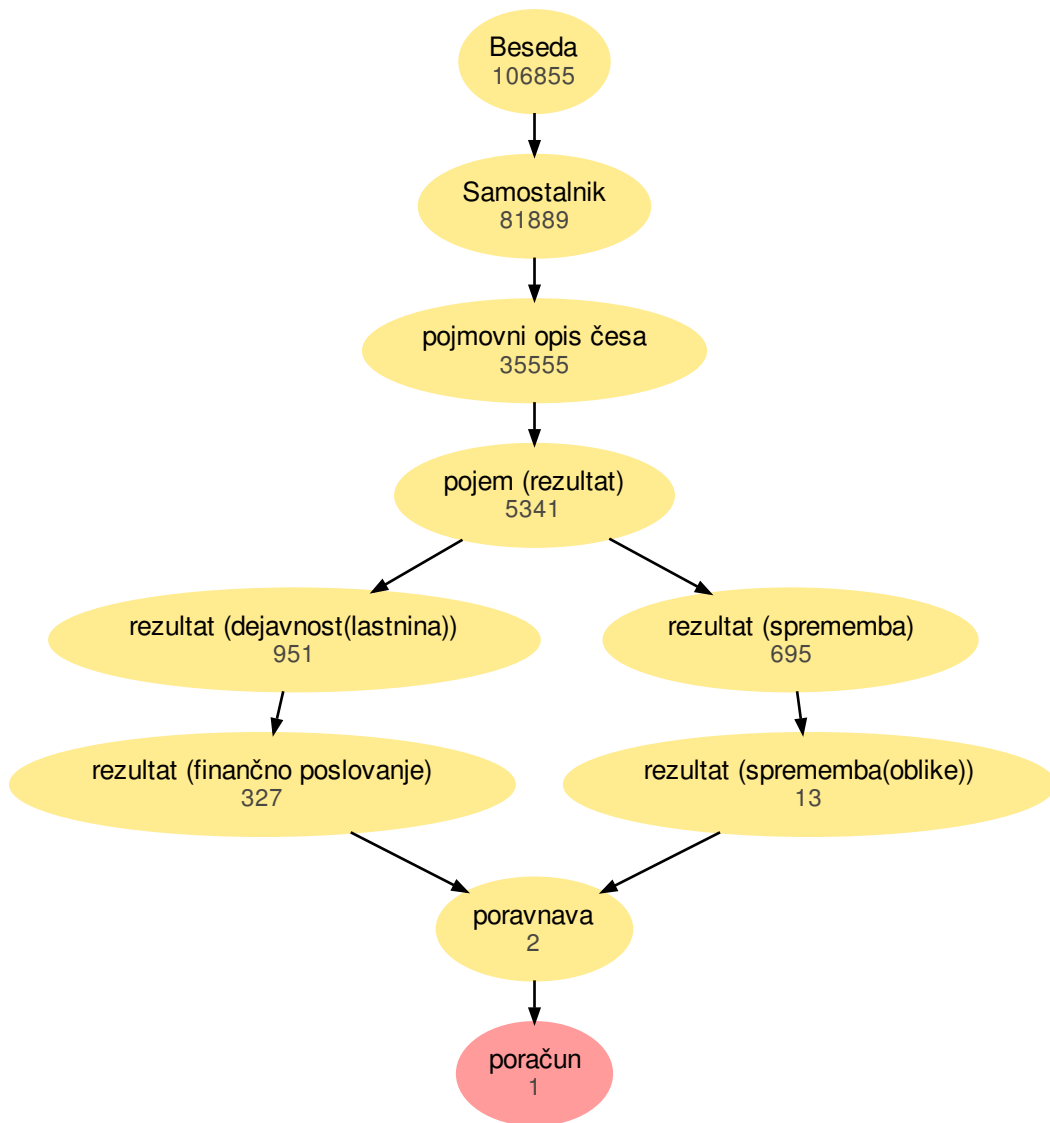 Beseda
106855
Samostalnik
81889
pojmovni opis česa
35555
pojem (rezultat)
5341
rezultat (dejavnost(lastnina))
951
rezultat (sprememba)
695
rezultat (finančno poslovanje)
327
rezultat (sprememba(oblike))
13
poravnava
2
poračun
1